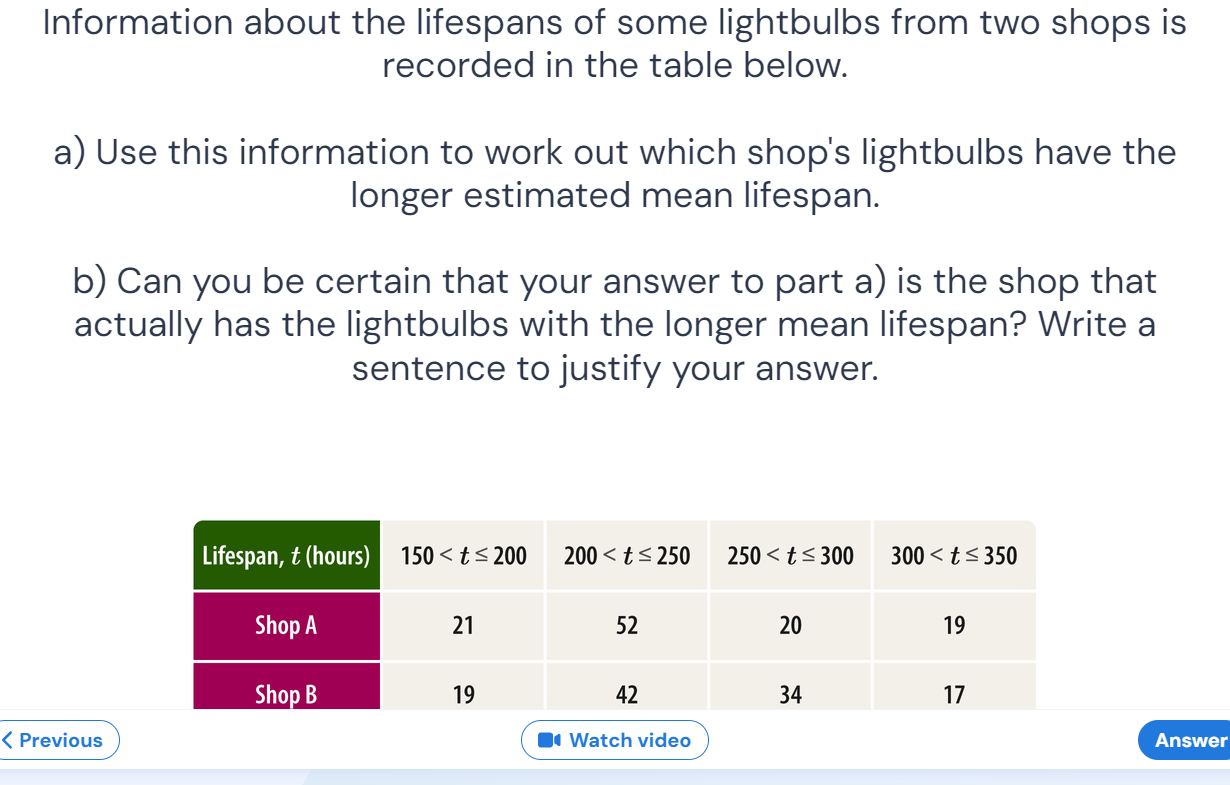 Information about the lifespans of some lightbulbs from two shops is
recorded in the table below.
a) Use this information to work out which shop's lightbulbs have the
longer estimated mean lifespan.
b) Can you be certain that your answer to part a) is the shop that
actually has the lightbulbs with the longer mean lifespan? Write a
sentence to justify your answer.
Lifespan, t (hours) 150 < t ≤ 200 200 < t ≤ 250 250 < t ≤ 300 300 < t ≤ 350
Shop A 21 52 20 19
Shop B 19 42 34 17
< Previous Watch video Answer